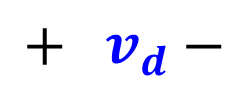 + v_d −